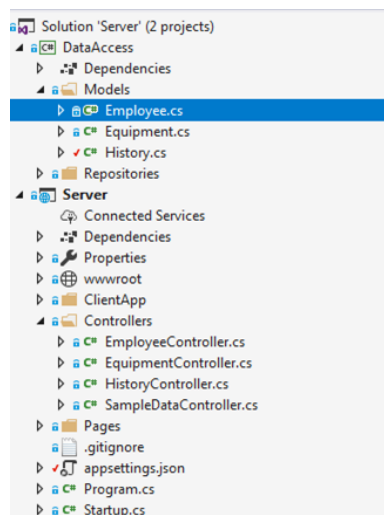 Solution 'Server' (2 projects)
C# DataAccess
Dependencies
Models
C# Employee.cs
C# Equipment.cs
C# History.cs
Repositories
Server
Connected Services
Dependencies
Properties
wwwroot
ClientApp
Controllers
C# EmployeeController.cs
C# EquipmentController.cs
C# HistoryController.cs
C# SampleDataController.cs
Pages
.gitignore
appsettings.json
C# Program.cs
C# Startup.cs